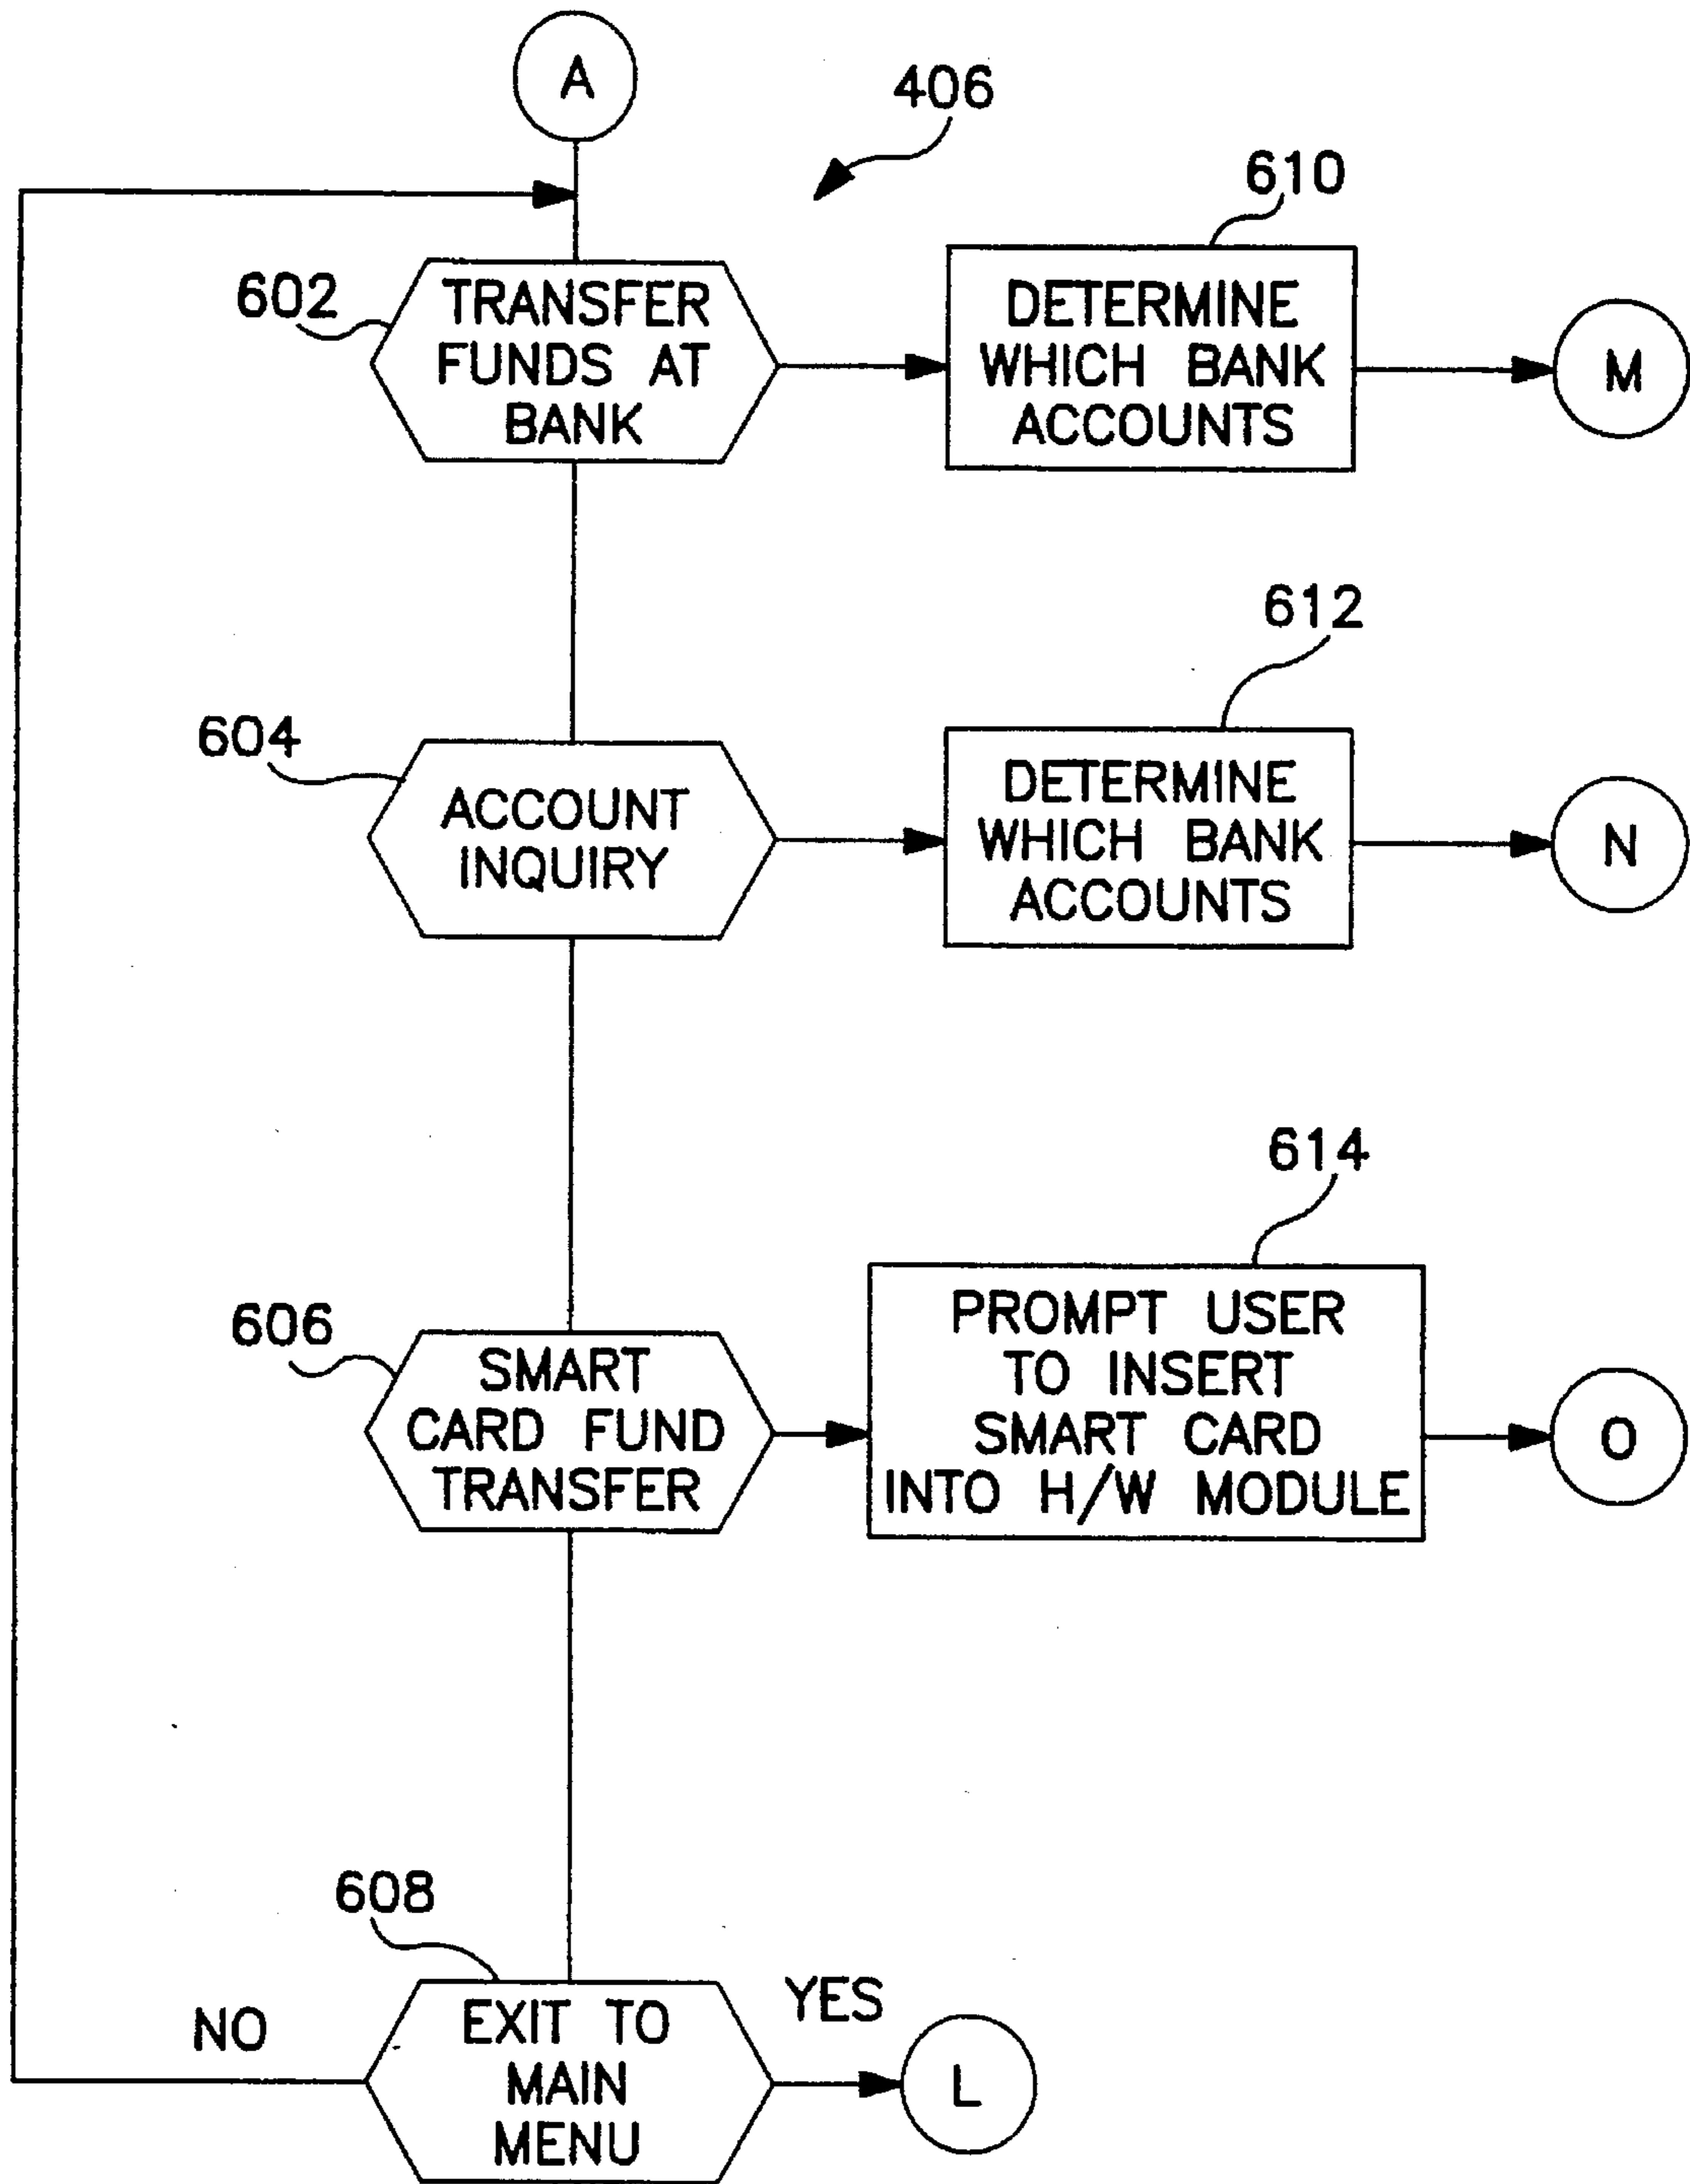 A
406
610
602
TRANSFER
FUNDS AT
BANK
DETERMINE
WHICH BANK
ACCOUNTS
M
612
604
ACCOUNT
INQUIRY
DETERMINE
WHICH BANK
ACCOUNTS
N
614
606
SMART
CARD FUND
TRANSFER
PROMPT USER
TO INSERT
SMART CARD
INTO H/W MODULE
O
608
NO
EXIT TO
MAIN
MENU
YES
L